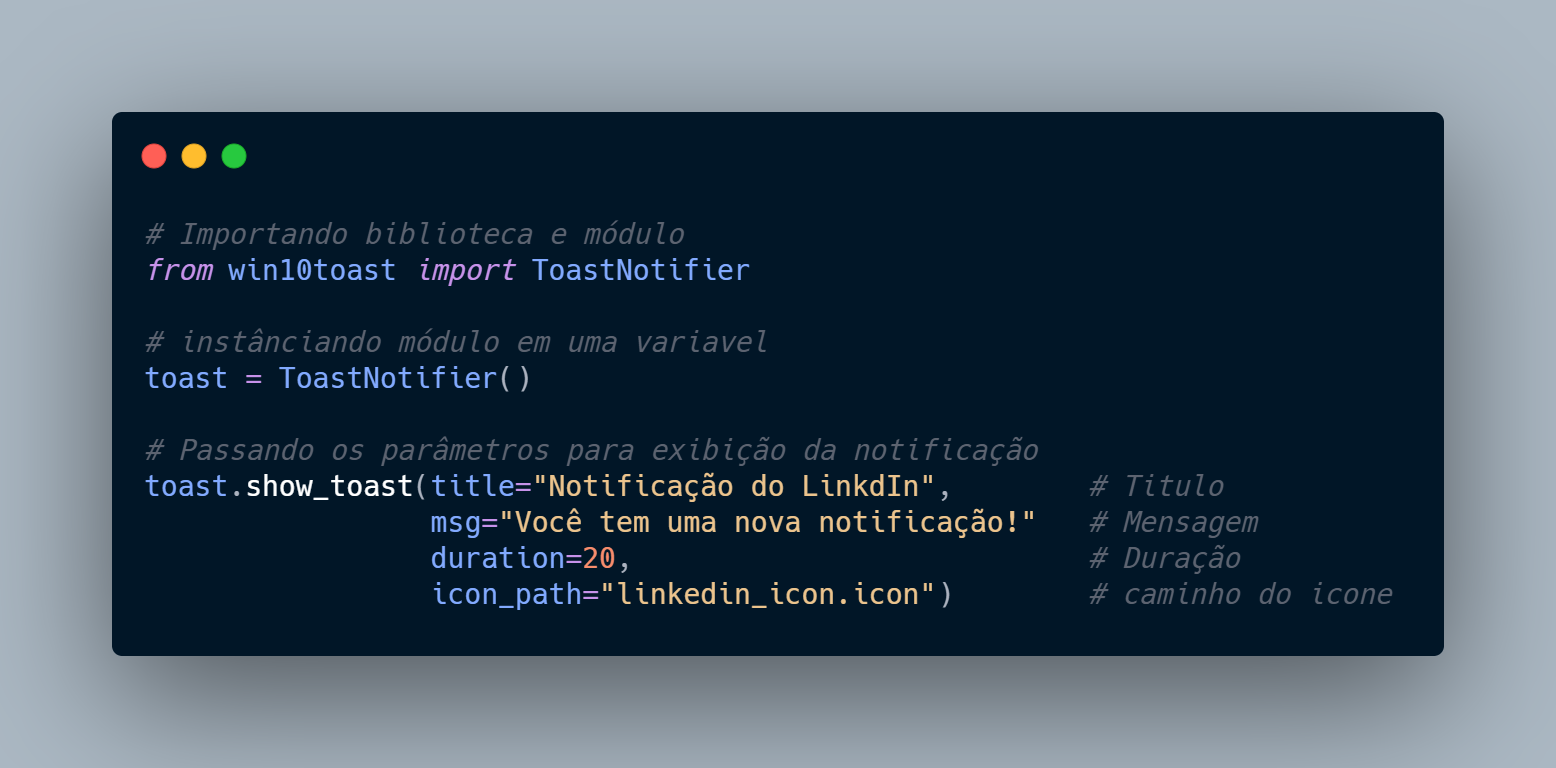 # Importando biblioteca e módulo
from win10toast import ToastNotifier
# instânciando módulo em uma variavel
toast = ToastNotifier()
# Passando os parâmetros para exibição da notificação
toast.show_toast(title="Notificação do LinkdIn", # Titulo
msg="Você tem uma nova notificação!" # Mensagem
duration=20, # Duração
icon_path="linkedin_icon.icon") # caminho do icone